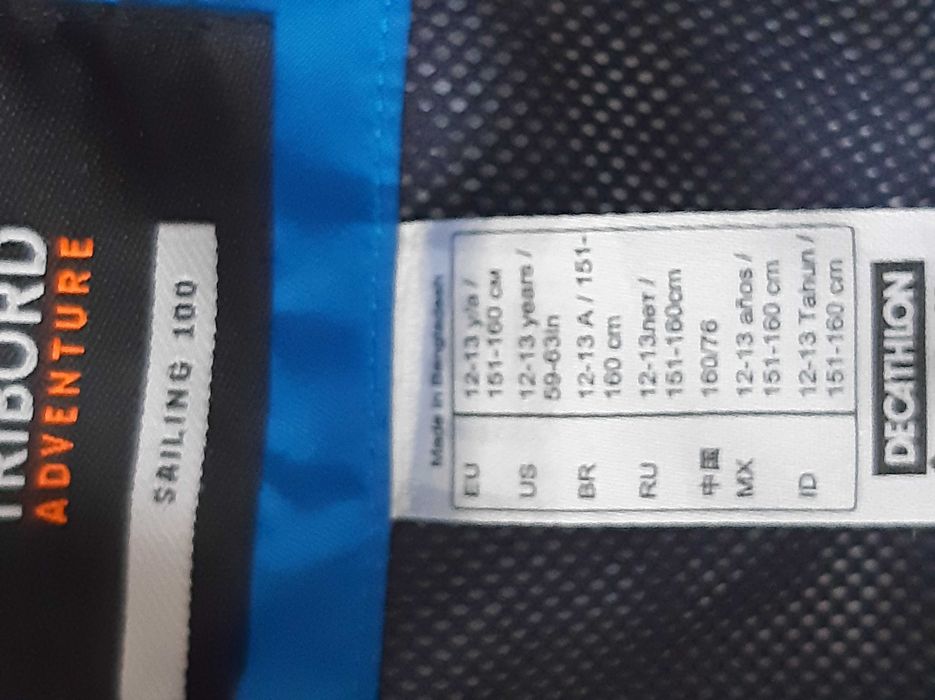 TRIBORD
ADVENTURE
SAILING 100
Made in Bangladesh
EU 12-13 y/a /
151-160 см
US 12-13 years /
59-63in
BR 12-13 A / 151-
160 cm
RU 12-13лет /
151-160cm
中国 160/76
MX 12-13 años /
151-160 cm
ID 12-13 Tahun /
151-160 cm
DECATHLON